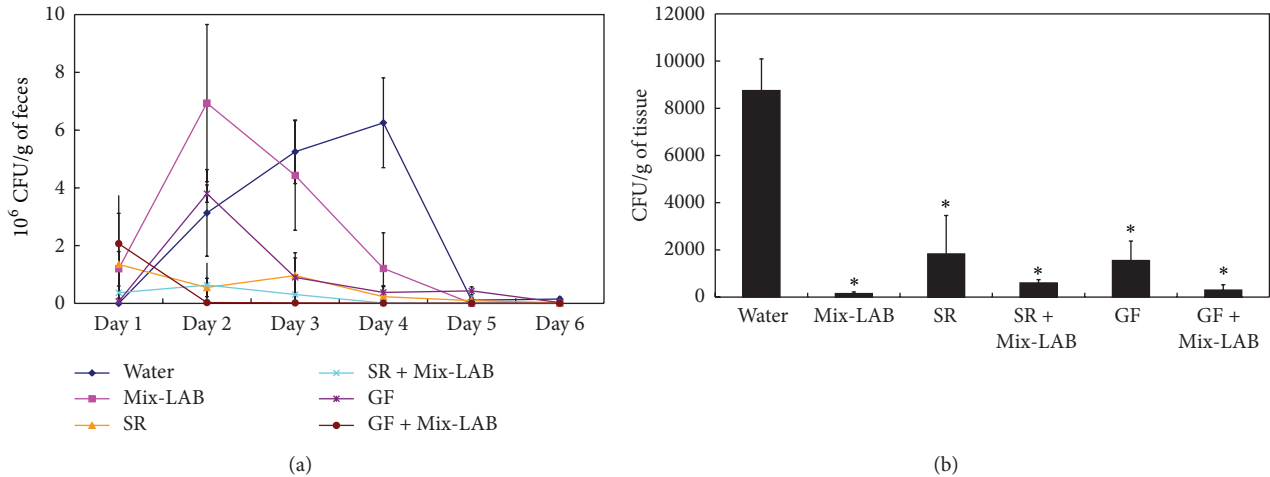 10
8
6
4
2
0
10⁶ CFU/g of feces
Day 1 Day 2 Day 3 Day 4 Day 5 Day 6
Water
Mix-LAB
SR
SR + Mix-LAB
GF
GF + Mix-LAB
(a)
12000
10000
8000
6000
4000
2000
0
CFU/g of tissue
* * * * *
Water Mix-LAB SR SR + Mix-LAB GF GF + Mix-LAB
(b)